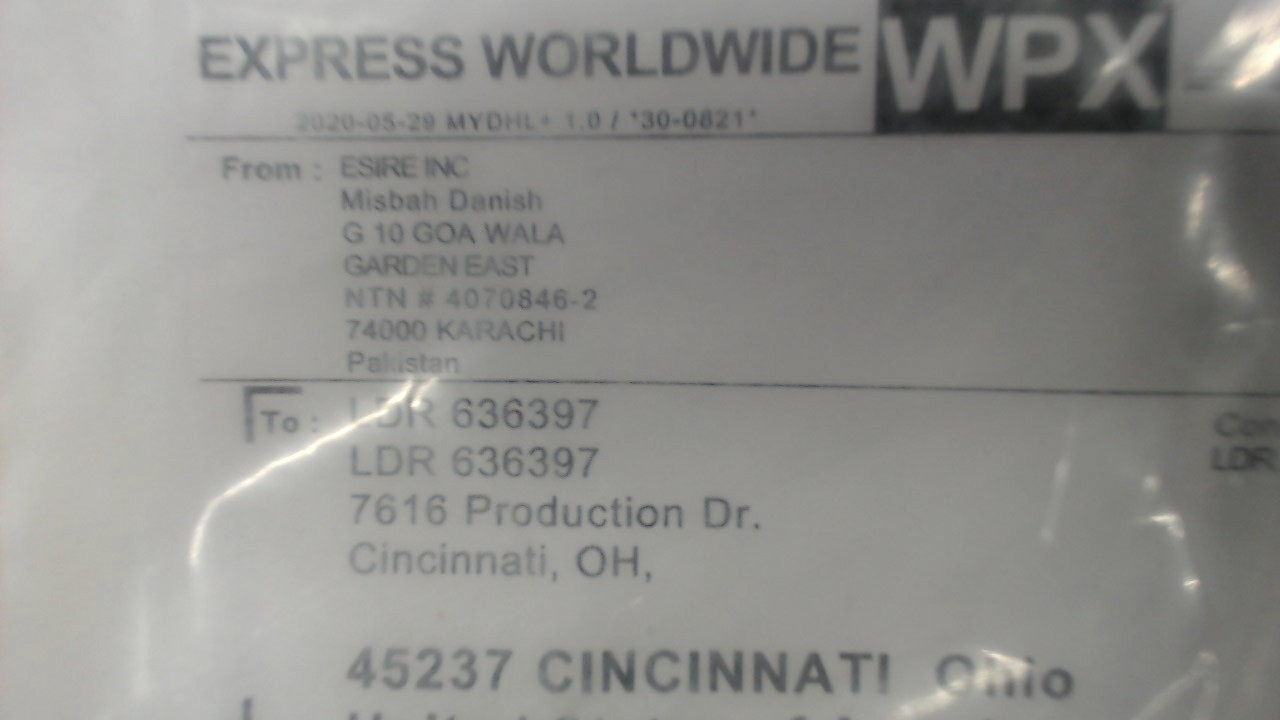 EXPRESS WORLDWIDE WPX
2020-05-29 MYDHL+ 1.0 / *30-0821*
From : ESIRE INC
Misbah Danish
G 10 GOA WALA
GARDEN EAST
NTN # 4070846-2
74000 KARACHI
Pakistan
To : LDR 636397
LDR 636397
7616 Production Dr.
Cincinnati, OH,
LDR
45237 CINCINNATI Ohio